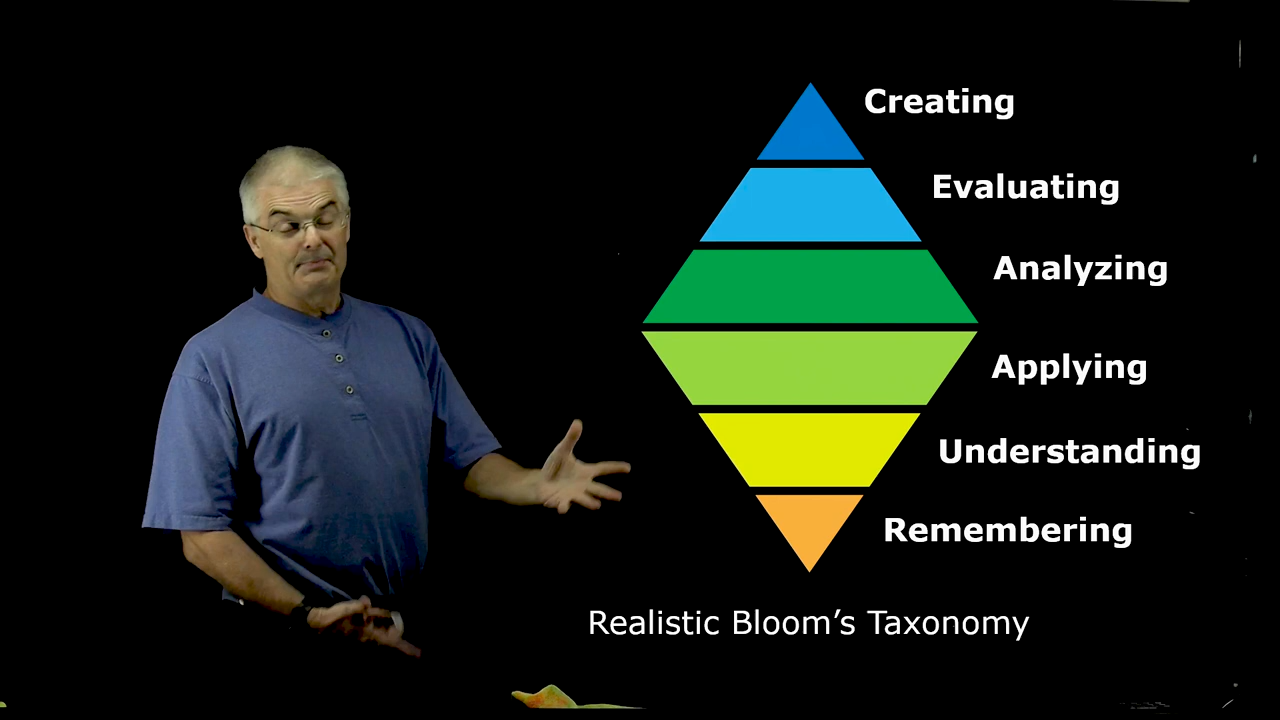 Creating
Evaluating
Analyzing
Applying
Understanding
Remembering
Realistic Bloom’s Taxonomy